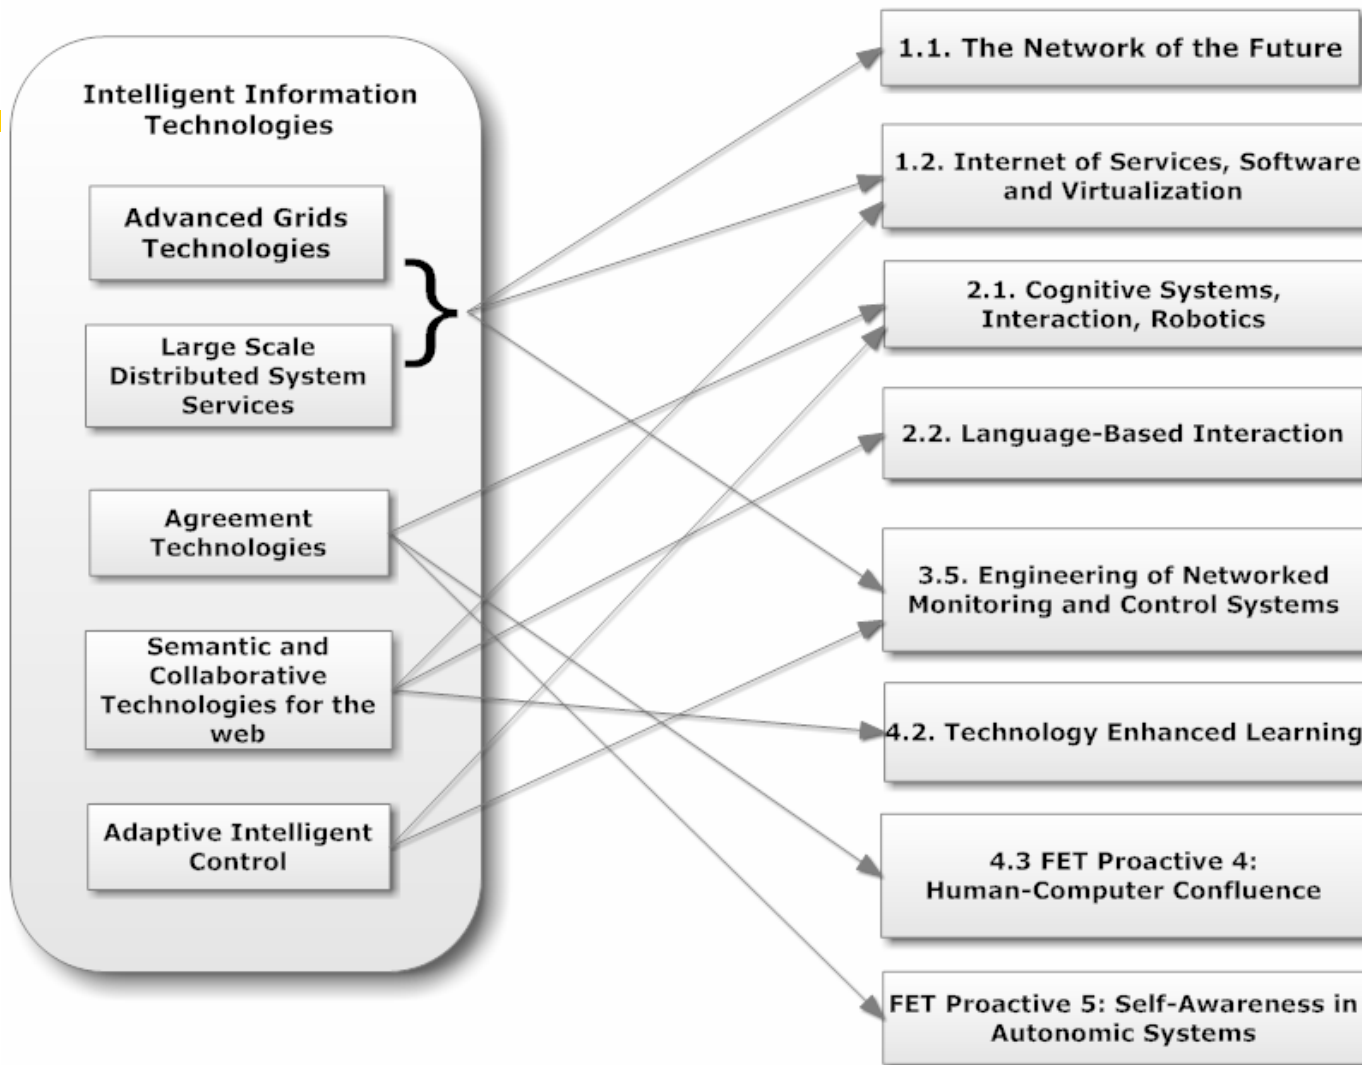 Intelligent Information
Technologies
Advanced Grids
Technologies
}
Large Scale
Distributed System
Services
Agreement
Technologies
Semantic and
Collaborative
Technologies for the
web
Adaptive Intelligent
Control
1.1. The Network of the Future
1.2. Internet of Services, Software
and Virtualization
2.1. Cognitive Systems,
Interaction, Robotics
2.2. Language-Based Interaction
3.5. Engineering of Networked
Monitoring and Control Systems
4.2. Technology Enhanced Learning
4.3 FET Proactive 4:
Human-Computer Confluence
FET Proactive 5: Self-Awareness in
Autonomic Systems